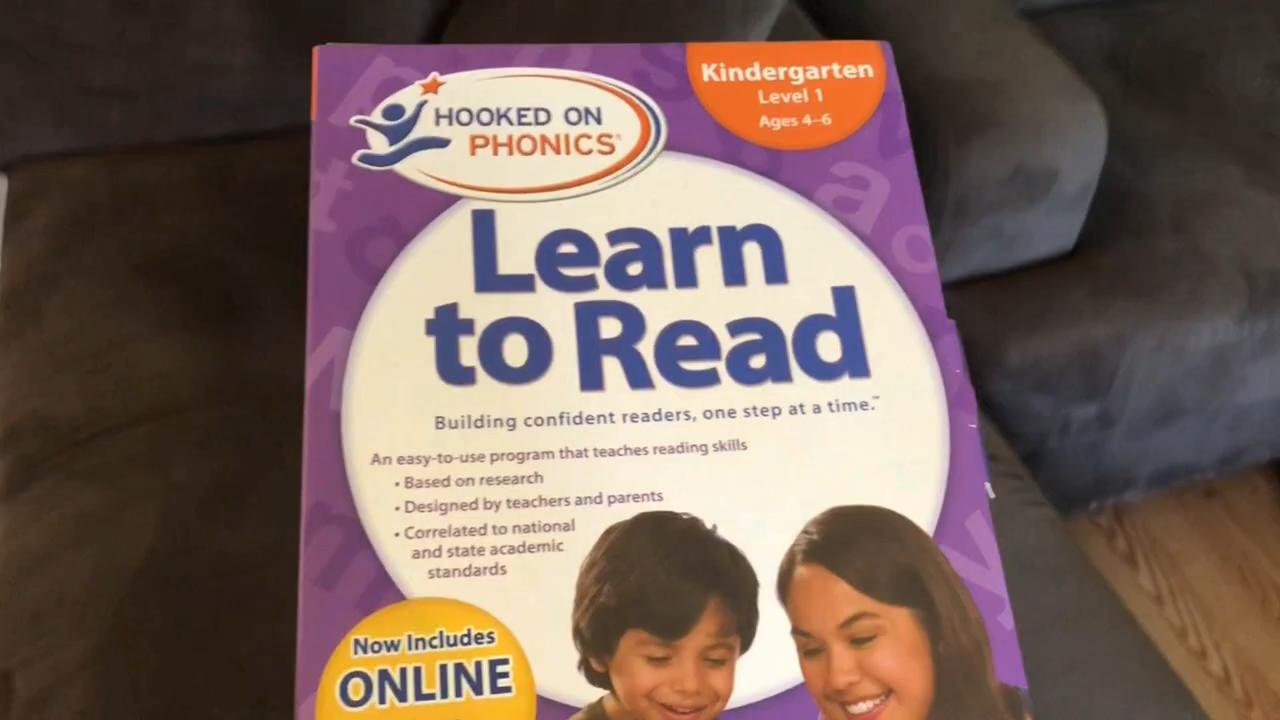 HOOKED ON
PHONICS®
Kindergarten
Level 1
Ages 4–6
Learn
to Read
Building confident readers, one step at a time.™
An easy-to-use program that teaches reading skills
• Based on research
• Designed by teachers and parents
• Correlated to national
and state academic
standards
Now Includes
ONLINE